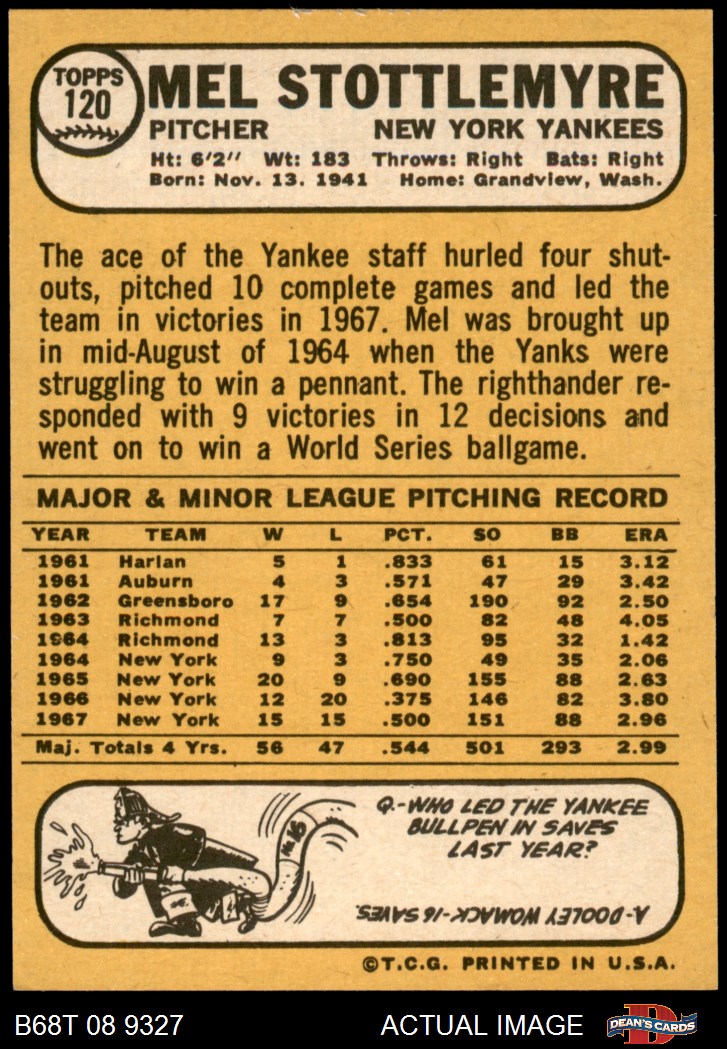 TOPPS
120
MEL STOTTLEMYRE
PITCHER NEW YORK YANKEES
Ht: 6'2" Wt: 183 Throws: Right Bats: Right
Born: Nov. 13. 1941 Home: Grandview, Wash.
The ace of the Yankee staff hurled four shut-
outs, pitched 10 complete games and led the
team in victories in 1967. Mel was brought up
in mid-August of 1964 when the Yanks were
struggling to win a pennant. The righthander re-
sponded with 9 victories in 12 decisions and
went on to win a World Series ballgame.
MAJOR & MINOR LEAGUE PITCHING RECORD
YEAR TEAM W L PCT. SO BB ERA
1961 Harlan 5 1 .833 61 15 3.12
1961 Auburn 4 3 .571 47 29 3.42
1962 Greensboro 17 9 .654 190 92 2.50
1963 Richmond 7 7 .500 82 48 4.05
1964 Richmond 13 3 .813 95 32 1.42
1964 New York 9 3 .750 49 35 2.06
1965 New York 20 9 .690 155 88 2.63
1966 New York 12 20 .375 146 82 3.80
1967 New York 15 15 .500 151 88 2.96
Maj. Totals 4 Yrs. 56 47 .544 501 293 2.99
No. 16
Q.-WHO LED THE YANKEE
BULLPEN IN SAVES
LAST YEAR?
A-DOOLEY WOMACK-16 SAVES.
©T.C.G. PRINTED IN U.S.A.
B68T 08 9327 ACTUAL IMAGE D DEAN'S CARDS